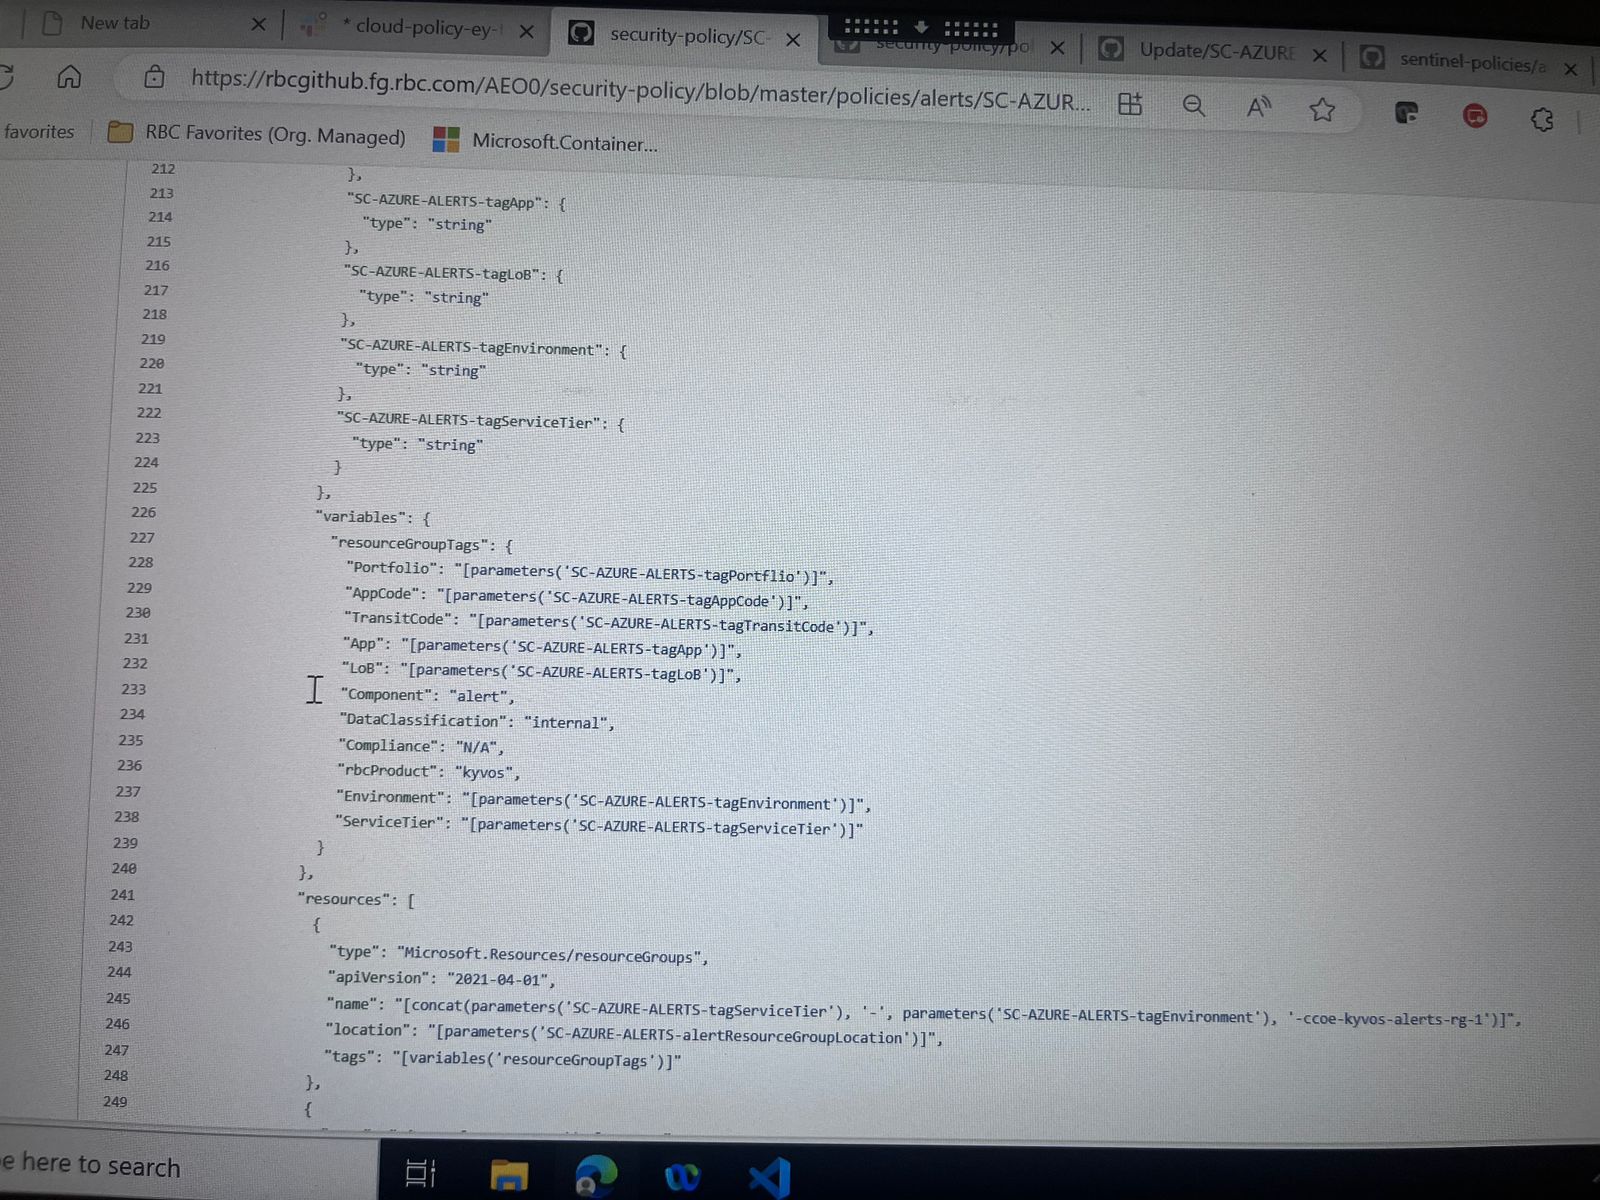 New tab
* cloud-policy-ey-
security-policy/SC-
security-policy/po
Update/SC-AZURE
sentinel-policies/a
https://rbcgithub.fg.rbc.com/AEO0/security-policy/blob/master/policies/alerts/SC-AZUR...
favorites
RBC Favorites (Org. Managed)
Microsoft.Container...
212 },
213 "SC-AZURE-ALERTS-tagApp": {
214 "type": "string"
215 },
216 "SC-AZURE-ALERTS-tagLoB": {
217 "type": "string"
218 },
219 "SC-AZURE-ALERTS-tagEnvironment": {
220 "type": "string"
221 },
222 "SC-AZURE-ALERTS-tagServiceTier": {
223 "type": "string"
224 }
225 },
226 "variables": {
227 "resourceGroupTags": {
228 "Portfolio": "[parameters('SC-AZURE-ALERTS-tagPortflio')]",
229 "AppCode": "[parameters('SC-AZURE-ALERTS-tagAppCode')]",
230 "TransitCode": "[parameters('SC-AZURE-ALERTS-tagTransitCode')]",
231 "App": "[parameters('SC-AZURE-ALERTS-tagApp')]",
232 "LoB": "[parameters('SC-AZURE-ALERTS-tagLoB')]",
233 "Component": "alert",
234 "DataClassification": "internal",
235 "Compliance": "N/A",
236 "rbcProduct": "kyvos",
237 "Environment": "[parameters('SC-AZURE-ALERTS-tagEnvironment')]",
238 "ServiceTier": "[parameters('SC-AZURE-ALERTS-tagServiceTier')]"
239 }
240 },
241 "resources": [
242 {
243 "type": "Microsoft.Resources/resourceGroups",
244 "apiVersion": "2021-04-01",
245 "name": "[concat(parameters('SC-AZURE-ALERTS-tagServiceTier'), '-', parameters('SC-AZURE-ALERTS-tagEnvironment'), '-ccoe-kyvos-alerts-rg-1')]",
246 "location": "[parameters('SC-AZURE-ALERTS-alertResourceGroupLocation')]",
247 "tags": "[variables('resourceGroupTags')]"
248 },
249 {
e here to search